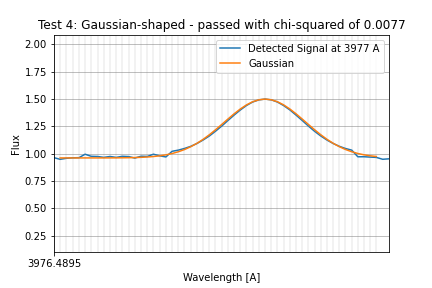 Test 4: Gaussian-shaped - passed with chi-squared of 0.0077
Detected Signal at 3977 A
Gaussian
2.00
1.75
1.50
1.25
1.00
0.75
0.50
0.25
Flux
3976.4895
Wavelength [A]